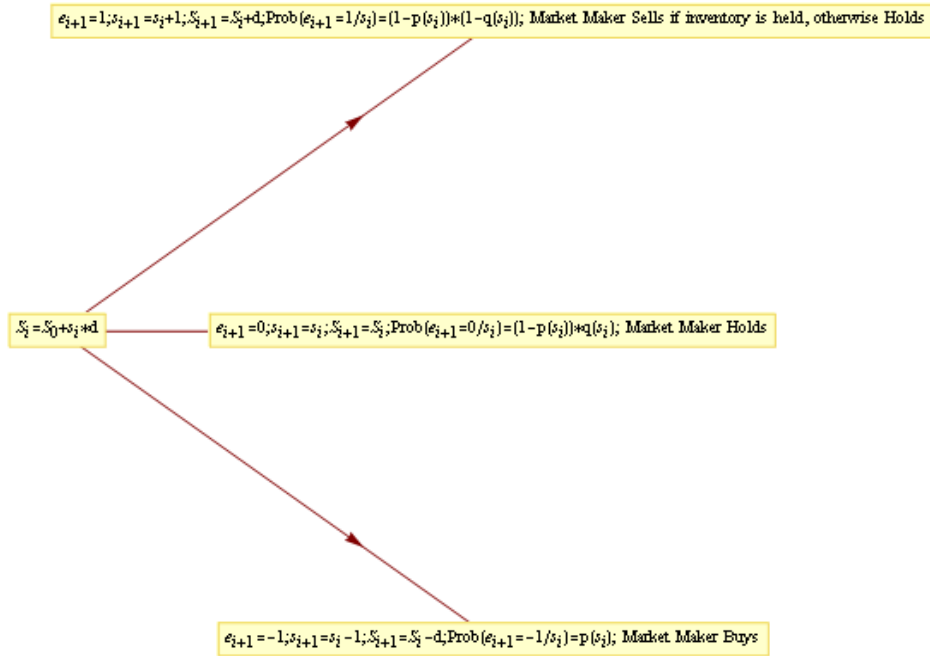 e_{i+1}=1;s_{i+1}=s_i+1;S_{i+1}=S_i+d;Prob(e_{i+1}=1/s_i)=(1-p(s_i))*(1-q(s_i)); Market Maker Sells if inventory is held, otherwise Holds
S_i=S_0+s_i*d
e_{i+1}=0;s_{i+1}=s_i;S_{i+1}=S_i;Prob(e_{i+1}=0/s_i)=(1-p(s_i))*q(s_i); Market Maker Holds
e_{i+1}=-1;s_{i+1}=s_i-1;S_{i+1}=S_i-d;Prob(e_{i+1}=-1/s_i)=p(s_i); Market Maker Buys